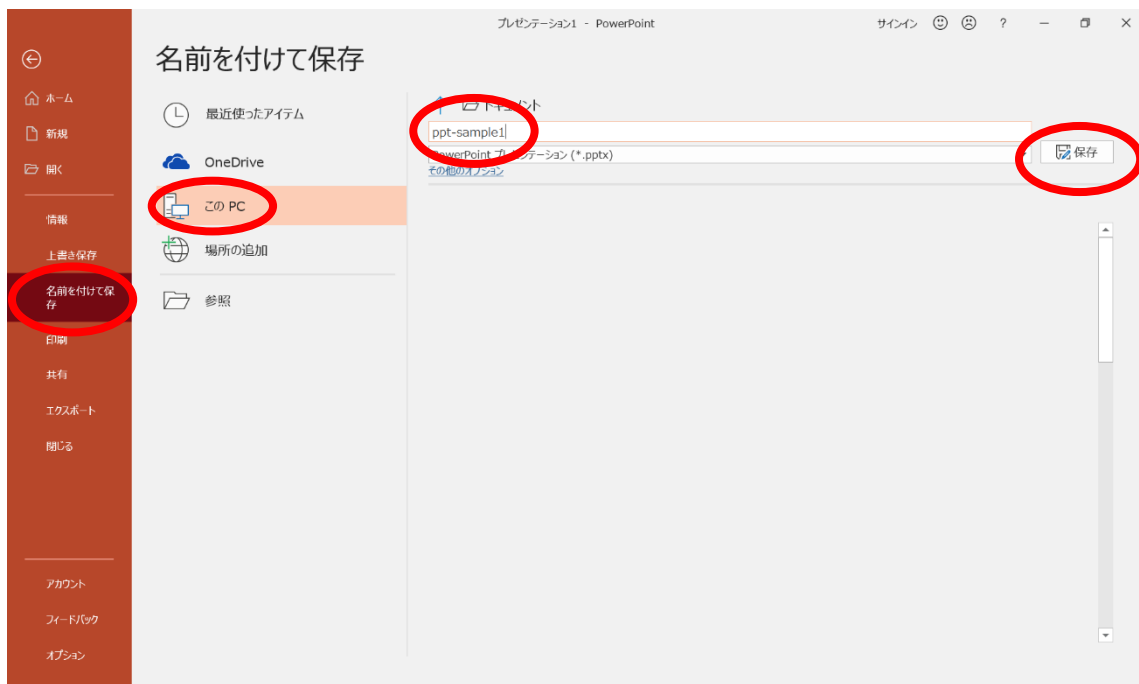 プレゼンテーション1 - PowerPoint
サインイン
?
名前を付けて保存
ホーム
新規
開く
情報
上書き保存
名前を付けて保
存
印刷
共有
エクスポート
閉じる
アカウント
フィードバック
オプション
最近使ったアイテム
OneDrive
この PC
場所の追加
参照
ドキュメント
ppt-sample1
PowerPoint プレゼンテーション (*.pptx)
その他のオプション
保存